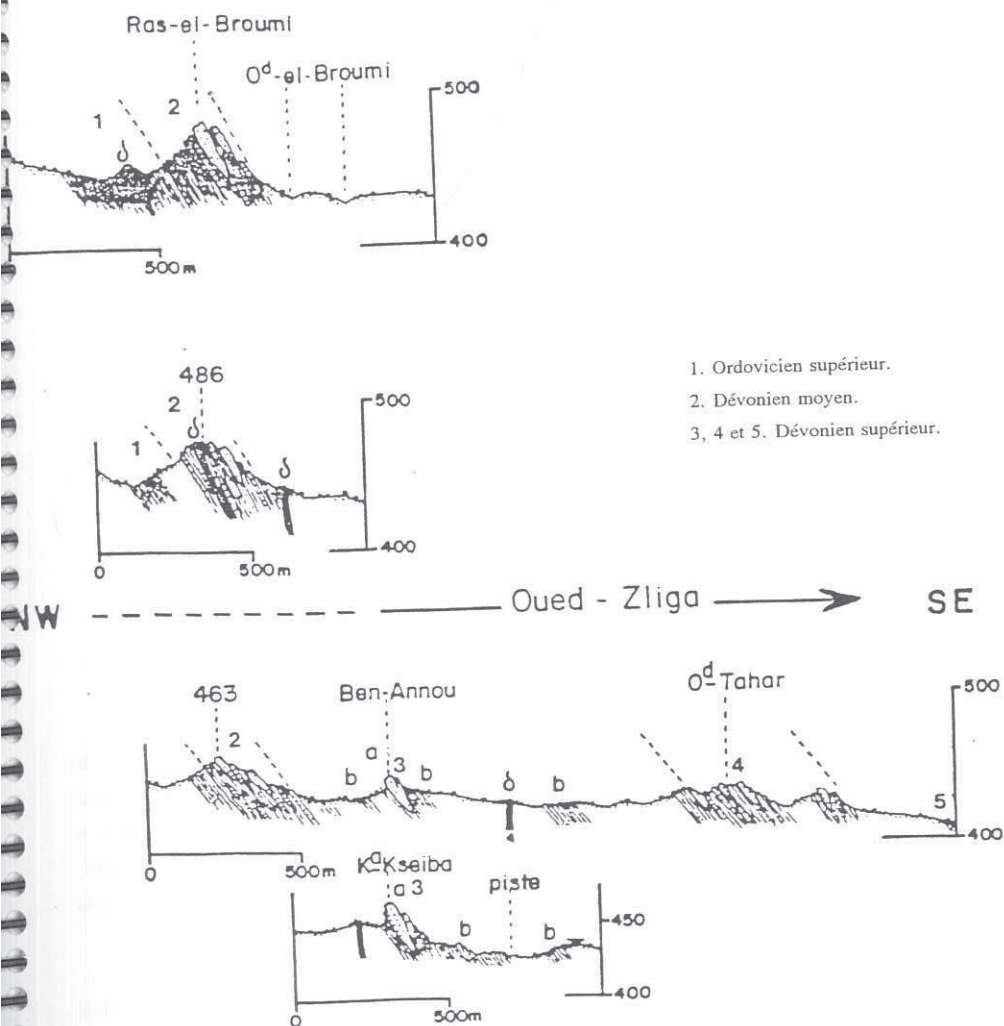 Ras-el-Broumi
Oᵈ-el-Broumi
1 2
δ
500
400
500m
486
2
δ
1
δ
500
400
0 500m
1. Ordovicien supérieur.
2. Dévonien moyen.
3, 4 et 5. Dévonien supérieur.
NW Oued - Zliga SE
463 Ben-Annou Oᵈ-Tahar
500
2 a 3 4
b b δ b
5
400
0 500m
Kᵃ Kseiba piste
a 3
450
b b
400
0 500m